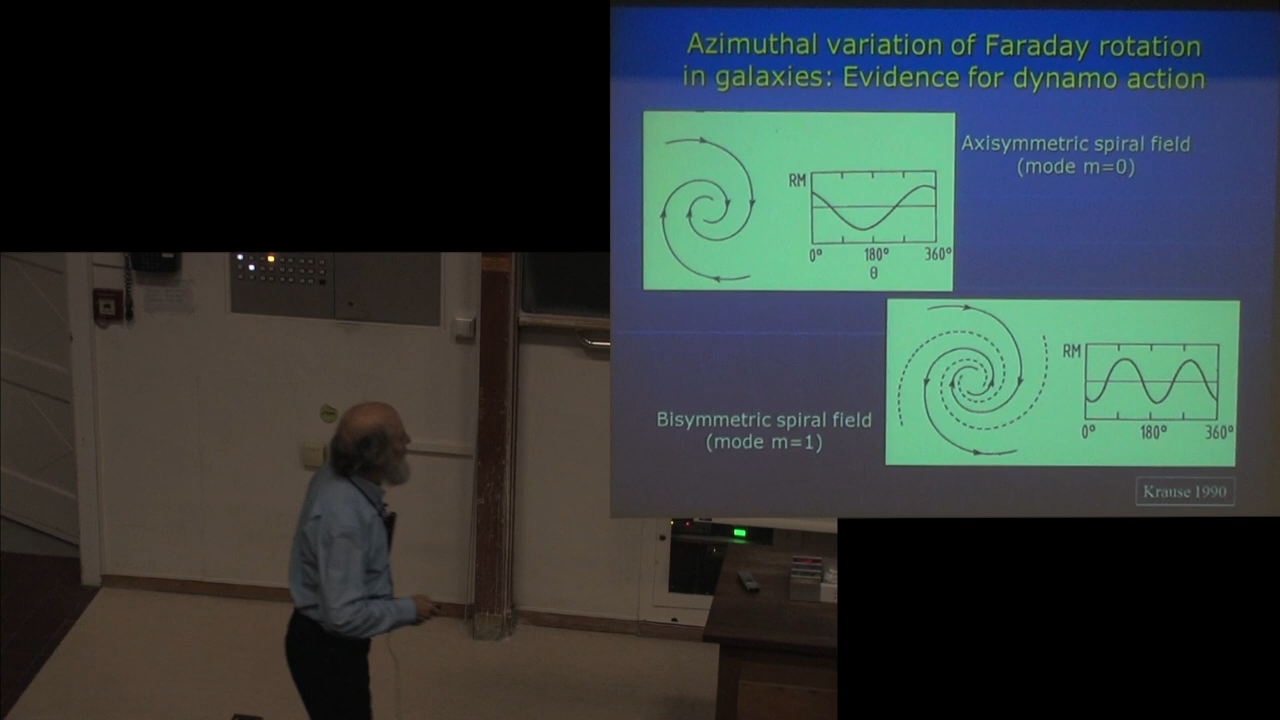 Azimuthal variation of Faraday rotation
in galaxies: Evidence for dynamo action
Axisymmetric spiral field
(mode m=0)
RM
0° 180° 360°
θ
Bisymmetric spiral field
(mode m=1)
RM
0° 180° 360°
Krause 1990